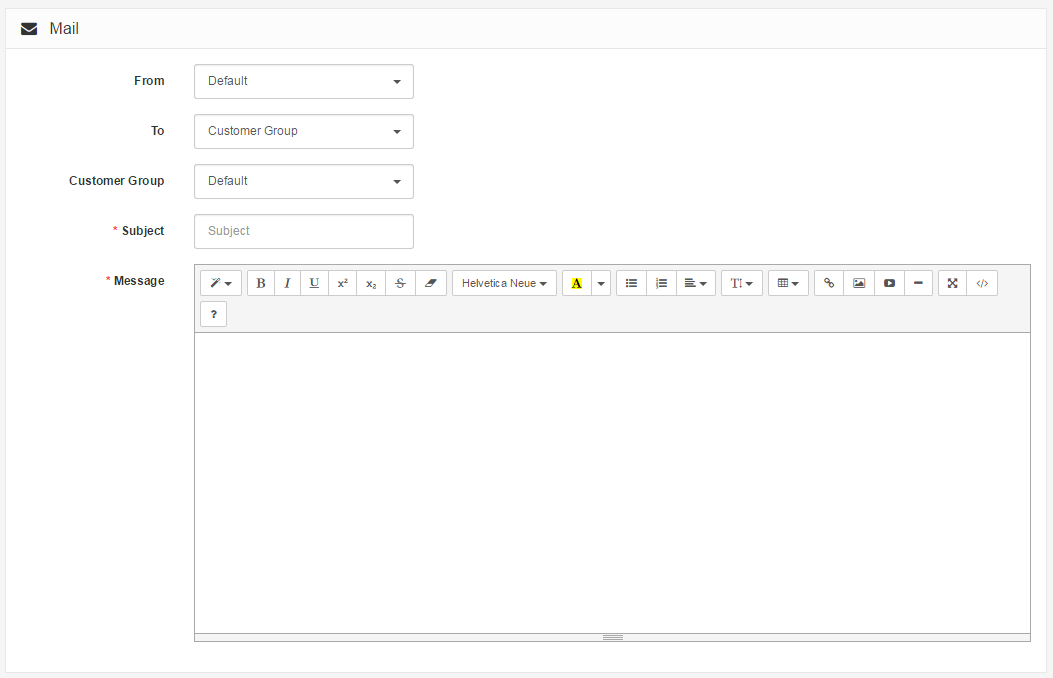 Mail
From Default
To Customer Group
Customer Group Default
* Subject Subject
* Message
B I U x² x₂ S Helvetica Neue A T </>
?